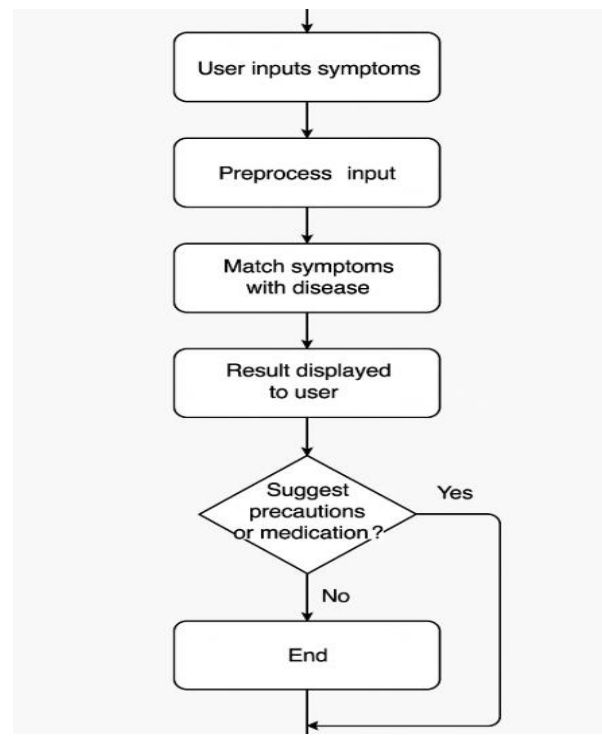 User inputs symptoms
Preprocess input
Match symptoms
with disease
Result displayed
to user
Suggest
precautions
or medication?
Yes
No
End